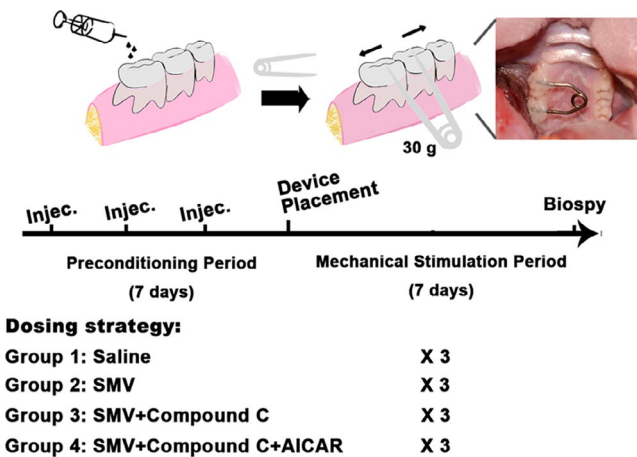 30 g
Injec.
Injec.
Injec.
Device
Placement
Biospy
Preconditioning Period
(7 days)
Mechanical Stimulation Period
(7 days)
Dosing strategy:
Group 1: Saline X 3
Group 2: SMV X 3
Group 3: SMV+Compound C X 3
Group 4: SMV+Compound C+AICAR X 3